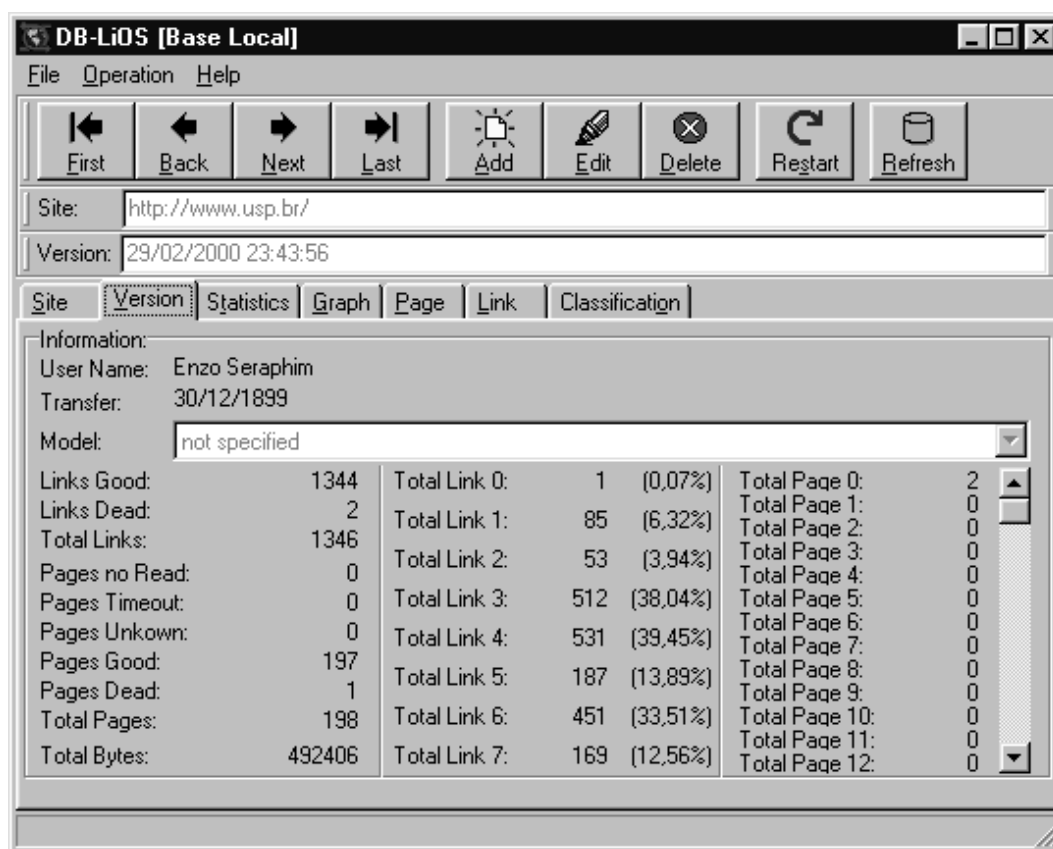 DB-LiOS [Base Local]
File Operation Help
First Back Next Last Add Edit Delete Restart Refresh
Site: http://www.usp.br/
Version: 29/02/2000 23:43:56
Site Version Statistics Graph Page Link Classification
Information:
User Name: Enzo Seraphim
Transfer: 30/12/1899
Model: not specified
Links Good: 1344
Links Dead: 2
Total Links: 1346
Pages no Read: 0
Pages Timeout: 0
Pages Unkown: 0
Pages Good: 197
Pages Dead: 1
Total Pages: 198
Total Bytes: 492406
Total Link 0: 1 (0,07%)
Total Link 1: 85 (6,32%)
Total Link 2: 53 (3,94%)
Total Link 3: 512 (38,04%)
Total Link 4: 531 (39,45%)
Total Link 5: 187 (13,89%)
Total Link 6: 451 (33,51%)
Total Link 7: 169 (12,56%)
Total Page 0: 2
Total Page 1: 0
Total Page 2: 0
Total Page 3: 0
Total Page 4: 0
Total Page 5: 0
Total Page 6: 0
Total Page 7: 0
Total Page 8: 0
Total Page 9: 0
Total Page 10: 0
Total Page 11: 0
Total Page 12: 0